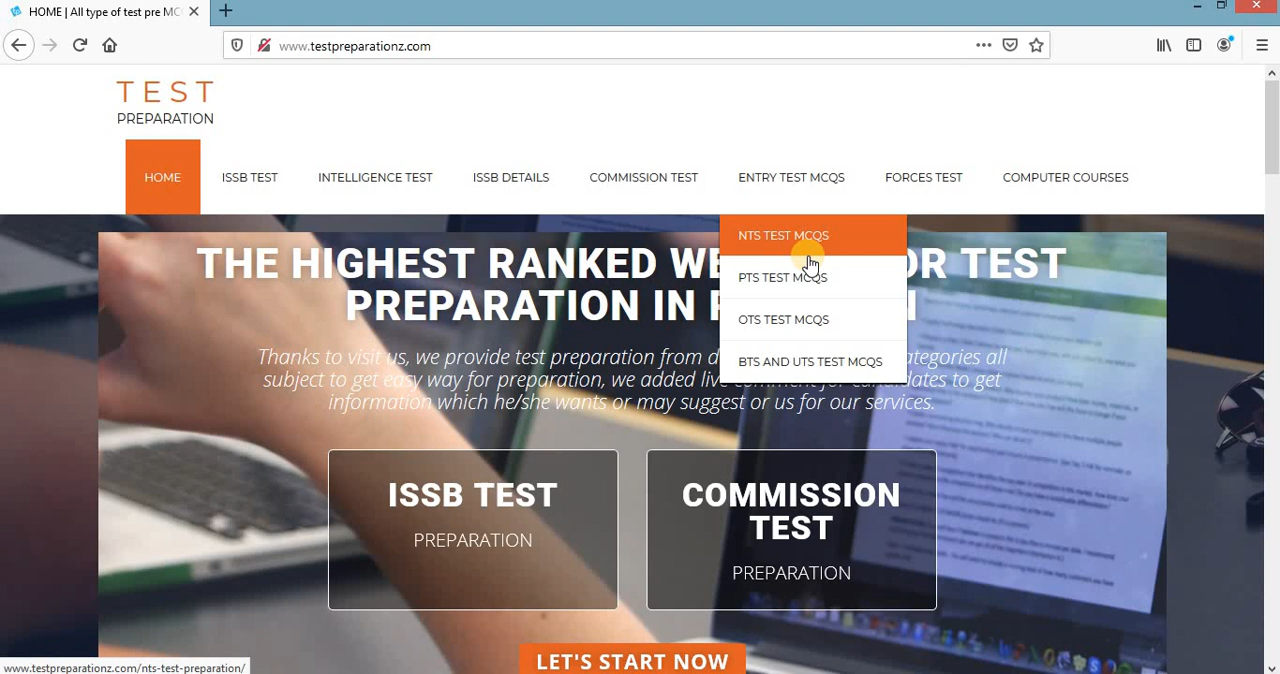 HOME | All type of test pre MC
www.testpreparationz.com
TEST
PREPARATION
HOME
ISSB TEST
INTELLIGENCE TEST
ISSB DETAILS
COMMISSION TEST
ENTRY TEST MCQS
FORCES TEST
COMPUTER COURSES
NTS TEST MCQS
PTS TEST MCQS
OTS TEST MCQS
BTS AND UTS TEST MCQS
THE HIGHEST RANKED WE OR TEST
PREPARATION IN
Thanks to visit us, we provide test preparation from categories all
subject to get easy way for preparation, we added live comment for candidates to get
information which he/she wants or may suggest or us for our services.
ISSB TEST
PREPARATION
COMMISSION
TEST
PREPARATION
LET'S START NOW
www.testpreparationz.com/nts-test-preparation/